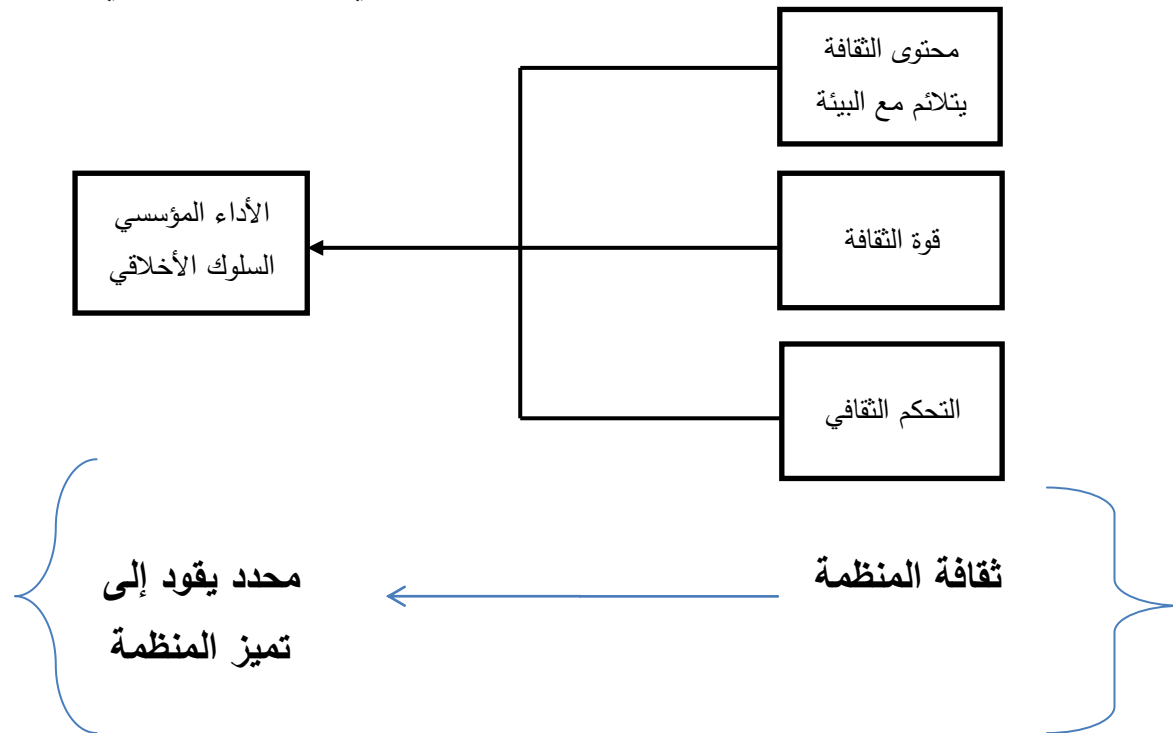 محتوى الثقافة
يتلائم مع البيئة
قوة الثقافة
الأداء المؤسسي
السلوك الأخلاقي
التحكم الثقافي
ثقافة المنظمة
محدد يقود إلى
تميز المنظمة